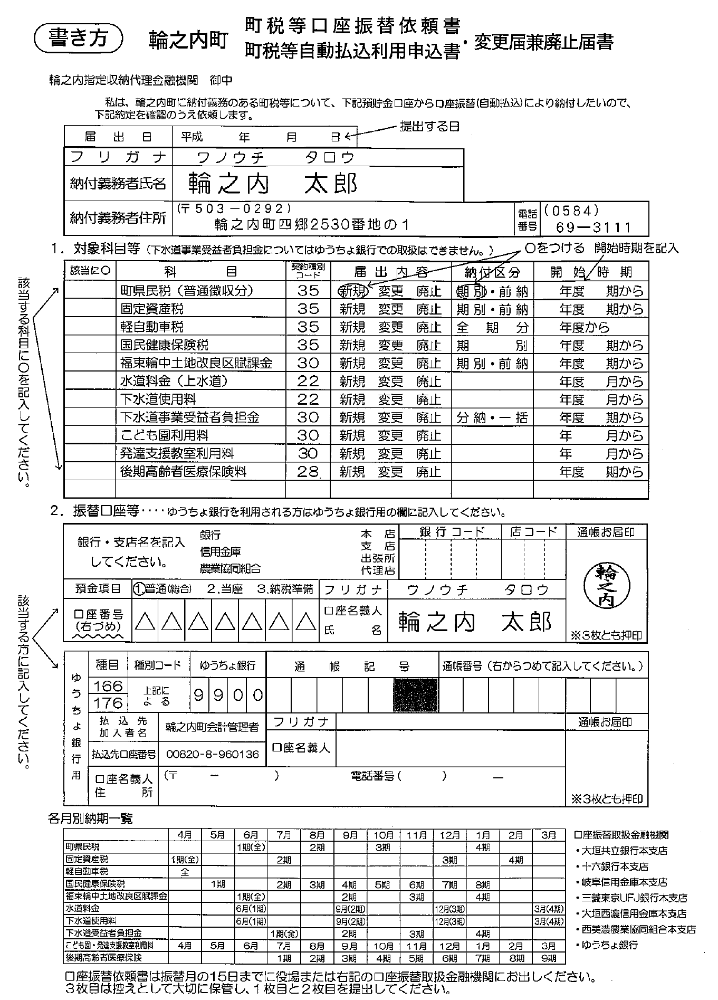 書き方
輪之内町 町税等口座振替依頼書
町税等自動払込利用申込書・変更届兼廃止届書
輪之内指定収納代理金融機関 御中
私は、輪之内町に納付義務のある町税等について、下記預貯金口座から口座振替(自動払込)により納付したいので、
下記約定を確認のうえ依頼します。
届出日 平成 年 月 日 提出する日
フリガナ ワノウチ タロウ
納付義務者氏名 輪之内 太郎
納付義務者住所 (〒503－0292)
輪之内町四郷2530番地の1
電話番号 (0584)
69－3111
1. 対象科目等（下水道事業受益者負担金についてはゆうちょ銀行での取扱はできません。） ○をつける 開始時期を記入
該当に○ 科目 契約種別コード 届出内容 納付区分 開始時期
町県民税（普通徴収分） 35 新規 変更 廃止 期別・前納 年度 期から
固定資産税 35 新規 変更 廃止 期別・前納 年度 期から
軽自動車税 35 新規 変更 廃止 全期分 年度から
国民健康保険税 35 新規 変更 廃止 期別 年度 期から
福束輪中土地改良区賦課金 30 新規 変更 廃止 期別・前納 年度 期から
水道料金（上水道） 22 新規 変更 廃止 年度 月から
下水道使用料 22 新規 変更 廃止 年度 月から
下水道事業受益者負担金 30 新規 変更 廃止 分納・一括 年度 期から
こども園利用料 30 新規 変更 廃止 年 月から
発達支援教室利用料 30 新規 変更 廃止 年 月から
後期高齢者医療保険料 28 新規 変更 廃止 年度 期から
該当する科目に○を記入してください。
2. 振替口座等････ゆうちょ銀行を利用される方はゆうちょ銀行用の欄に記入してください。
銀行・支店名を記入
してください。
銀行
信用金庫
農業協同組合
本店
支店
出張所
代理店
銀行コード 店コード 通帳お届印
輪之内
預金項目 1.普通(総合) 2.当座 3.納税準備 フリガナ ワノウチ タロウ
口座番号
(右づめ)
△ △ △ △ △ △ △
口座名義人
氏名
輪之内 太郎
※3枚とも押印
該当する方に記入してください。
ゆうちょ銀行用
種目 種別コード ゆうちょ銀行 通帳記号 通帳番号（右からつめて記入してください。）
166
176
上記に
よる
9 9 0 0
払込先
加入者名
輪之内町会計管理者
フリガナ 通帳お届印
払込先口座番号 00820-8-960136 口座名義人
口座名義人
住所
(〒 － ) 電話番号( ) －
※3枚とも押印
各月別納期一覧
4月 5月 6月 7月 8月 9月 10月 11月 12月 1月 2月 3月
町県民税 1期(全) 2期 3期 4期
固定資産税 1期(全) 2期 3期 4期
軽自動車税 全
国民健康保険税 1期 2期 3期 4期 5期 6期 7期 8期
福束輪中土地改良区賦課金 1期(全) 2期 3期 4期
水道料金 6月(1期) 9月(2期) 12月(3期) 3月(4期)
下水道使用料 6月(1期) 9月(2期) 12月(3期) 3月(4期)
下水道受益者負担金 1期(全) 2期 3期 4期
こども園・発達支援教室利用料 4月 5月 6月 7月 8月 9月 10月 11月 12月 1月 2月 3月
後期高齢者医療保険 1期 2期 3期 4期 5期 6期 7期 8期 9期
口座振替取扱金融機関
・大垣共立銀行本支店
・十六銀行本支店
・岐阜信用金庫本支店
・三菱東京UFJ銀行本支店
・大垣西濃信用金庫本支店
・西美濃農業協同組合本支店
・ゆうちょ銀行
口座振替依頼書は振替月の15日までに役場または右記の口座振替取扱金融機関にお出しください。
3枚目は控えとして大切に保管し、1枚目と2枚目を提出してください。